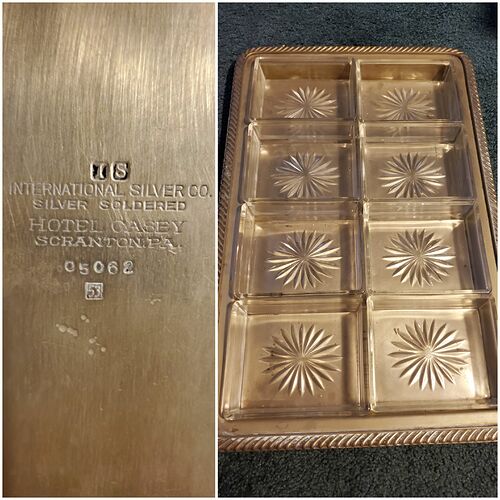 IS
INTERNATIONAL SILVER CO.
SILVER SOLDERED
HOTEL CASEY
SCRANTON, PA.
05062
53